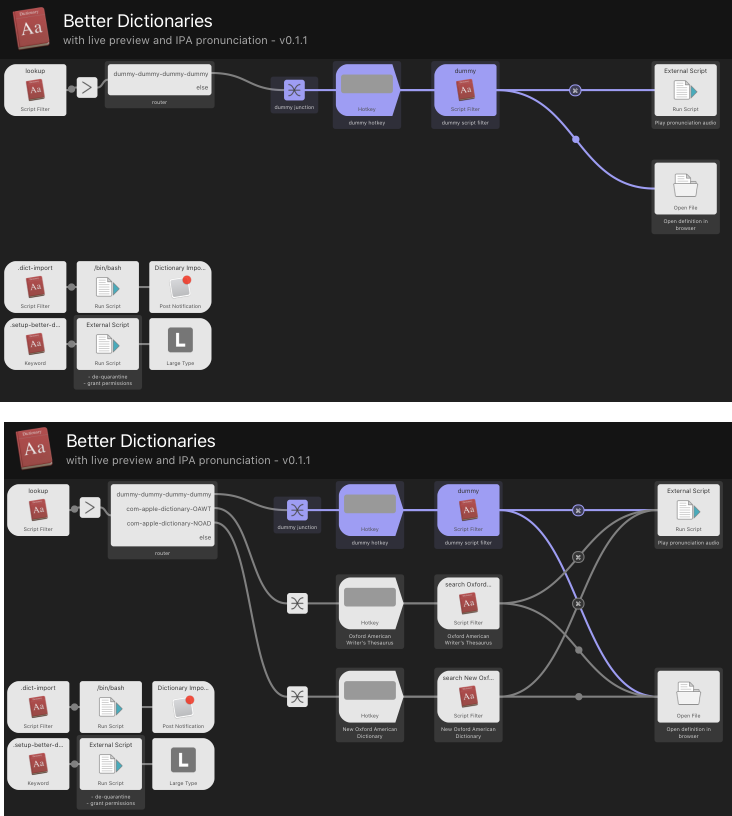 Better Dictionaries
with live preview and IPA pronunciation - v0.1.1
lookup
Script Filter
dummy-dummy-dummy-dummy
else
router
dummy junction
Hotkey
dummy hotkey
dummy
Script Filter
dummy script filter
External Script
Run Script
Play pronunciation audio
Open File
Open definition in
browser
.dict-import
Script Filter
/bin/bash
Run Script
Dictionary Impo...
Post Notification
.setup-better-d...
Keyword
External Script
Run Script
- de-quarantine
- grant permissions
L
Large Type
Better Dictionaries
with live preview and IPA pronunciation - v0.1.1
lookup
Script Filter
dummy-dummy-dummy-dummy
com-apple-dictionary-OAWT
com-apple-dictionary-NOAD
else
router
dummy junction
Hotkey
dummy hotkey
dummy
Script Filter
dummy script filter
External Script
Run Script
Play pronunciation audio
Hotkey
Oxford American
Writer's Thesaurus
search Oxford...
Script Filter
Oxford American
Writer's Thesaurus
Hotkey
New Oxford American
Dictionary
search New Oxf...
Script Filter
New Oxford American
Dictionary
Open File
Open definition in
browser
.dict-import
Script Filter
/bin/bash
Run Script
Dictionary Impo...
Post Notification
.setup-better-d...
Keyword
External Script
Run Script
- de-quarantine
- grant permissions
L
Large Type